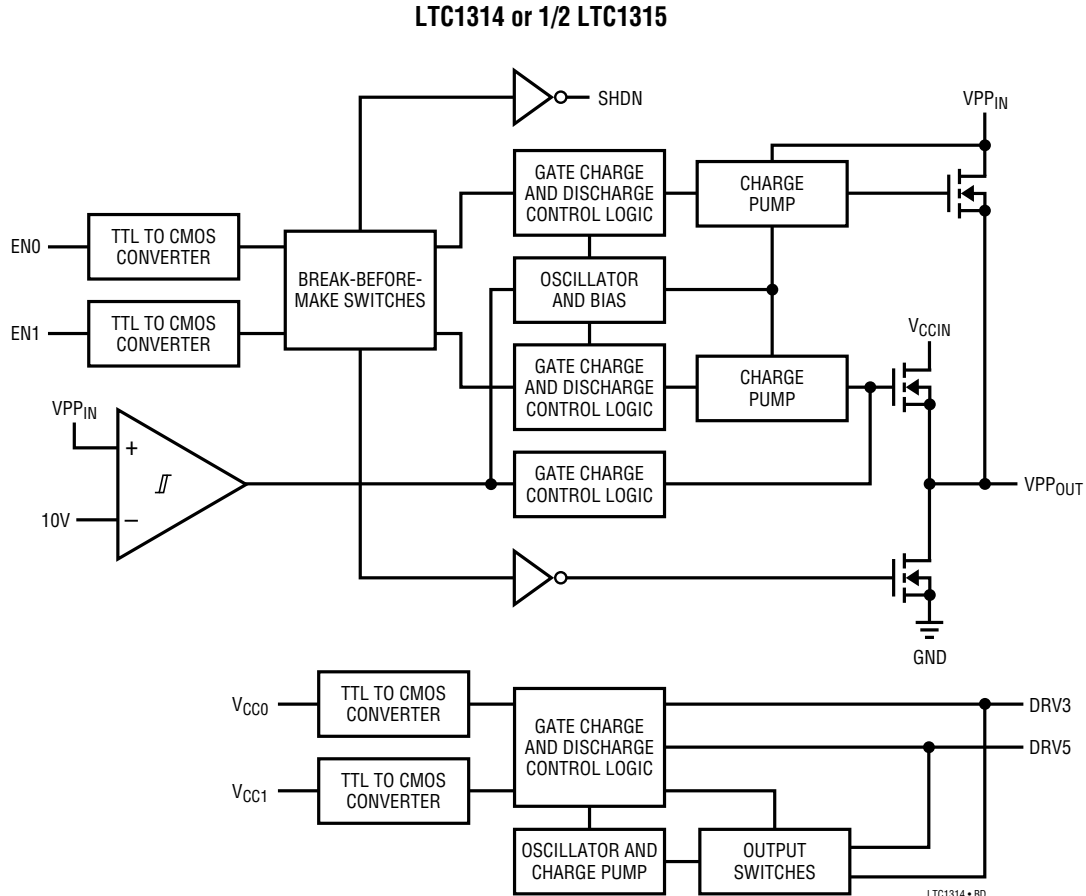 LTC1314 or 1/2 LTC1315
SHDN
VPPIN
GATE CHARGE
AND DISCHARGE
CONTROL LOGIC
CHARGE
PUMP
EN0
TTL TO CMOS
CONVERTER
BREAK-BEFORE-
MAKE SWITCHES
OSCILLATOR
AND BIAS
EN1
TTL TO CMOS
CONVERTER
VCCIN
GATE CHARGE
AND DISCHARGE
CONTROL LOGIC
CHARGE
PUMP
VPPIN
+
GATE CHARGE
CONTROL LOGIC
VPPOUT
10V
–
GND
VCC0
TTL TO CMOS
CONVERTER
GATE CHARGE
AND DISCHARGE
CONTROL LOGIC
DRV3
DRV5
VCC1
TTL TO CMOS
CONVERTER
OSCILLATOR AND
CHARGE PUMP
OUTPUT
SWITCHES
LTC1314 • BD